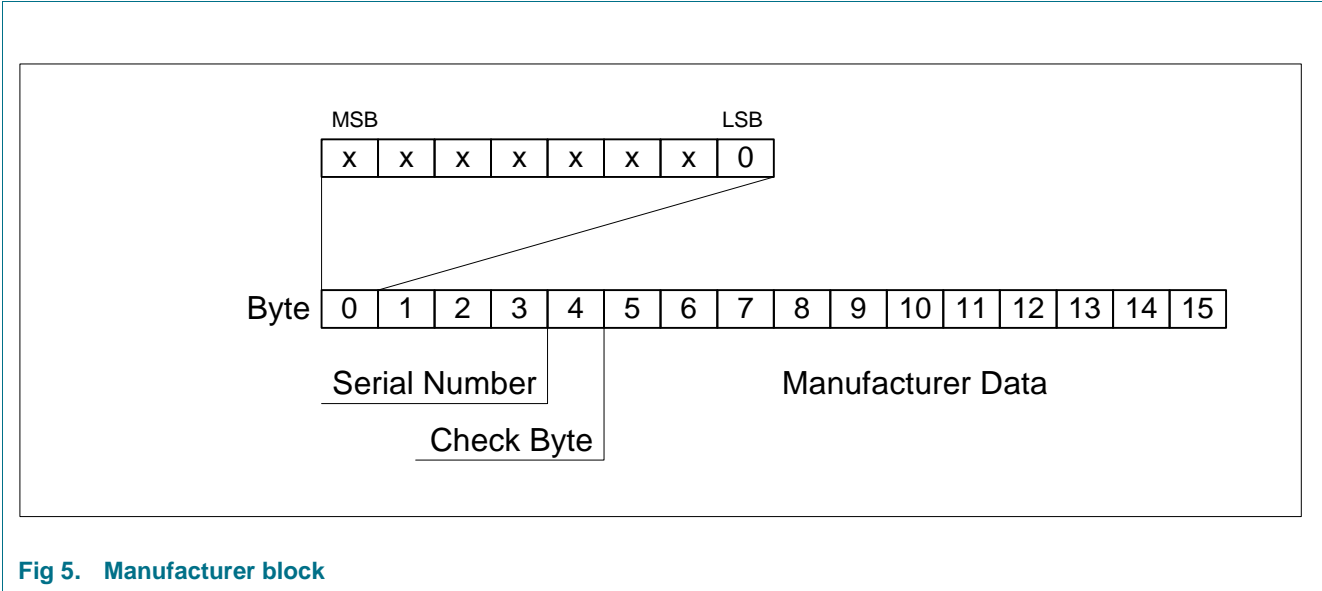 MSB LSB
x x x x x x x 0
Byte 0 1 2 3 4 5 6 7 8 9 10 11 12 13 14 15
Serial Number Manufacturer Data
Check Byte
Fig 5. Manufacturer block